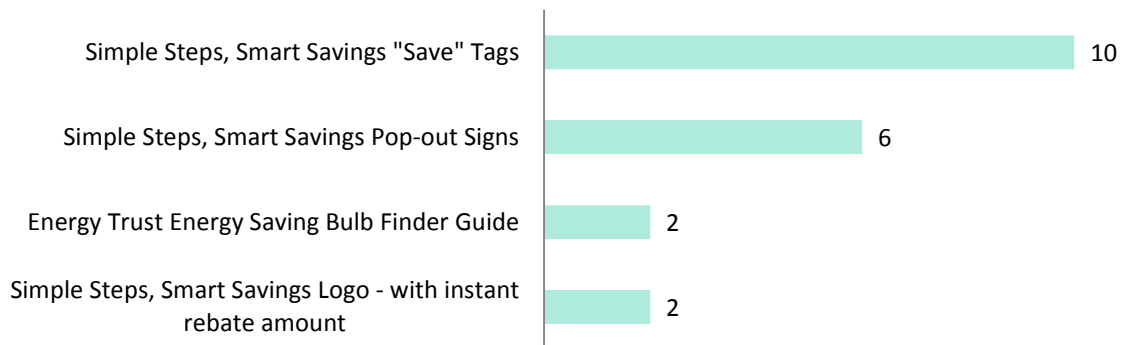 Simple Steps, Smart Savings "Save" Tags
10
Simple Steps, Smart Savings Pop-out Signs
6
Energy Trust Energy Saving Bulb Finder Guide
2
Simple Steps, Smart Savings Logo - with instant
rebate amount
2